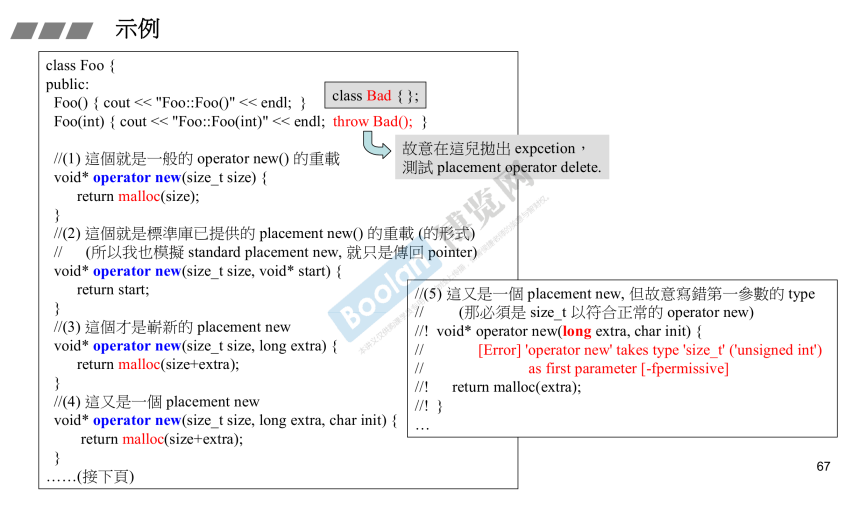 示例
class Foo {
public:
Foo() { cout << "Foo::Foo()" << endl; }
class Bad { };
Foo(int) { cout << "Foo::Foo(int)" << endl; throw Bad(); }
故意在這兒拋出 expcetion，
測試 placement operator delete.
//(1) 這個就是一般的 operator new() 的重載
void* operator new(size_t size) {
return malloc(size);
}
//(2) 這個就是標準庫已提供的 placement new() 的重載 (的形式)
// (所以我也模擬 standard placement new, 就只是傳回 pointer)
void* operator new(size_t size, void* start) {
return start;
}
//(3) 這個才是嶄新的 placement new
void* operator new(size_t size, long extra) {
return malloc(size+extra);
}
//(4) 這又是一個 placement new
void* operator new(size_t size, long extra, char init) {
return malloc(size+extra);
}
……(接下頁)
//(5) 這又是一個 placement new, 但故意寫錯第一參數的 type
// (那必須是 size_t 以符合正常的 operator new)
//! void* operator new(long extra, char init) {
// [Error] 'operator new' takes type 'size_t' ('unsigned int')
// as first parameter [-fpermissive]
//! return malloc(extra);
//! }
…
Boolan 博览网
67